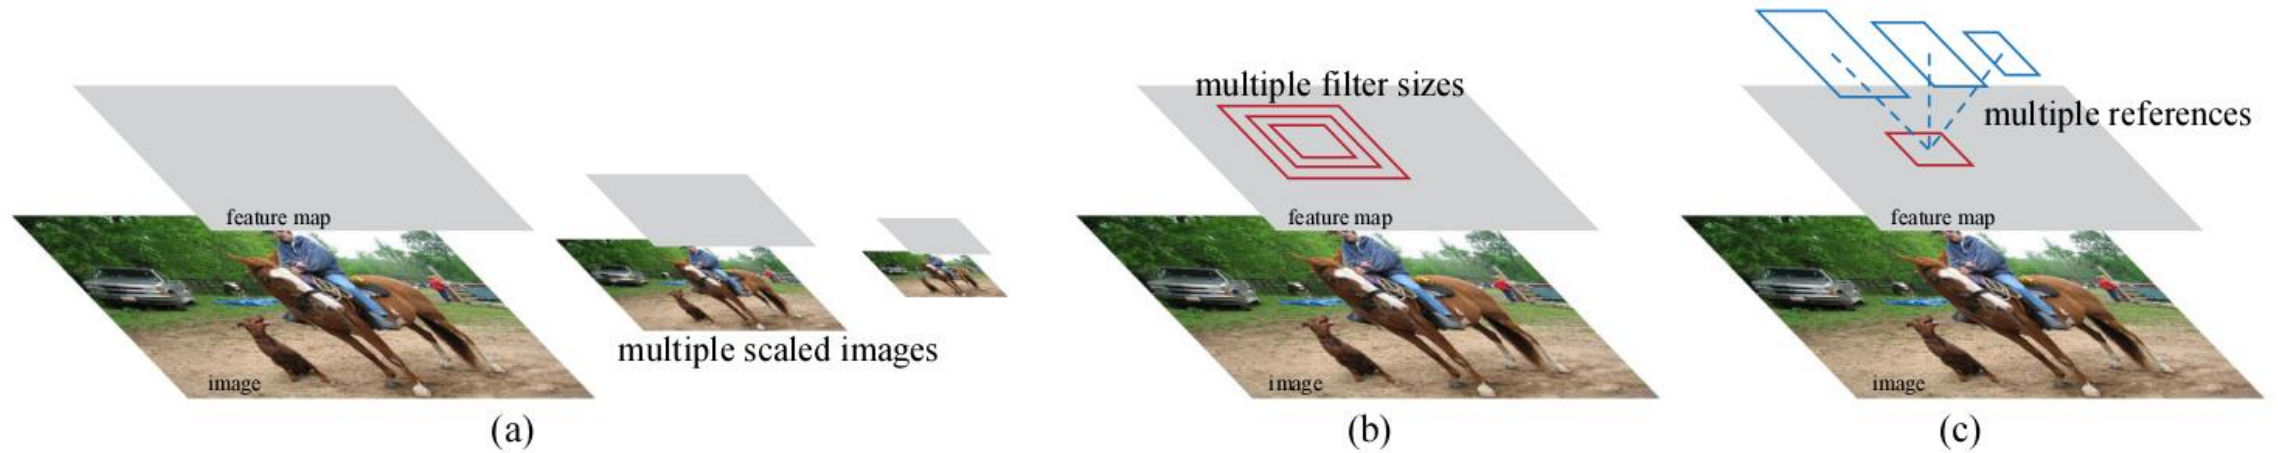 feature map
image
multiple scaled images
(a)
multiple filter sizes
feature map
image
(b)
multiple references
feature map
image
(c)